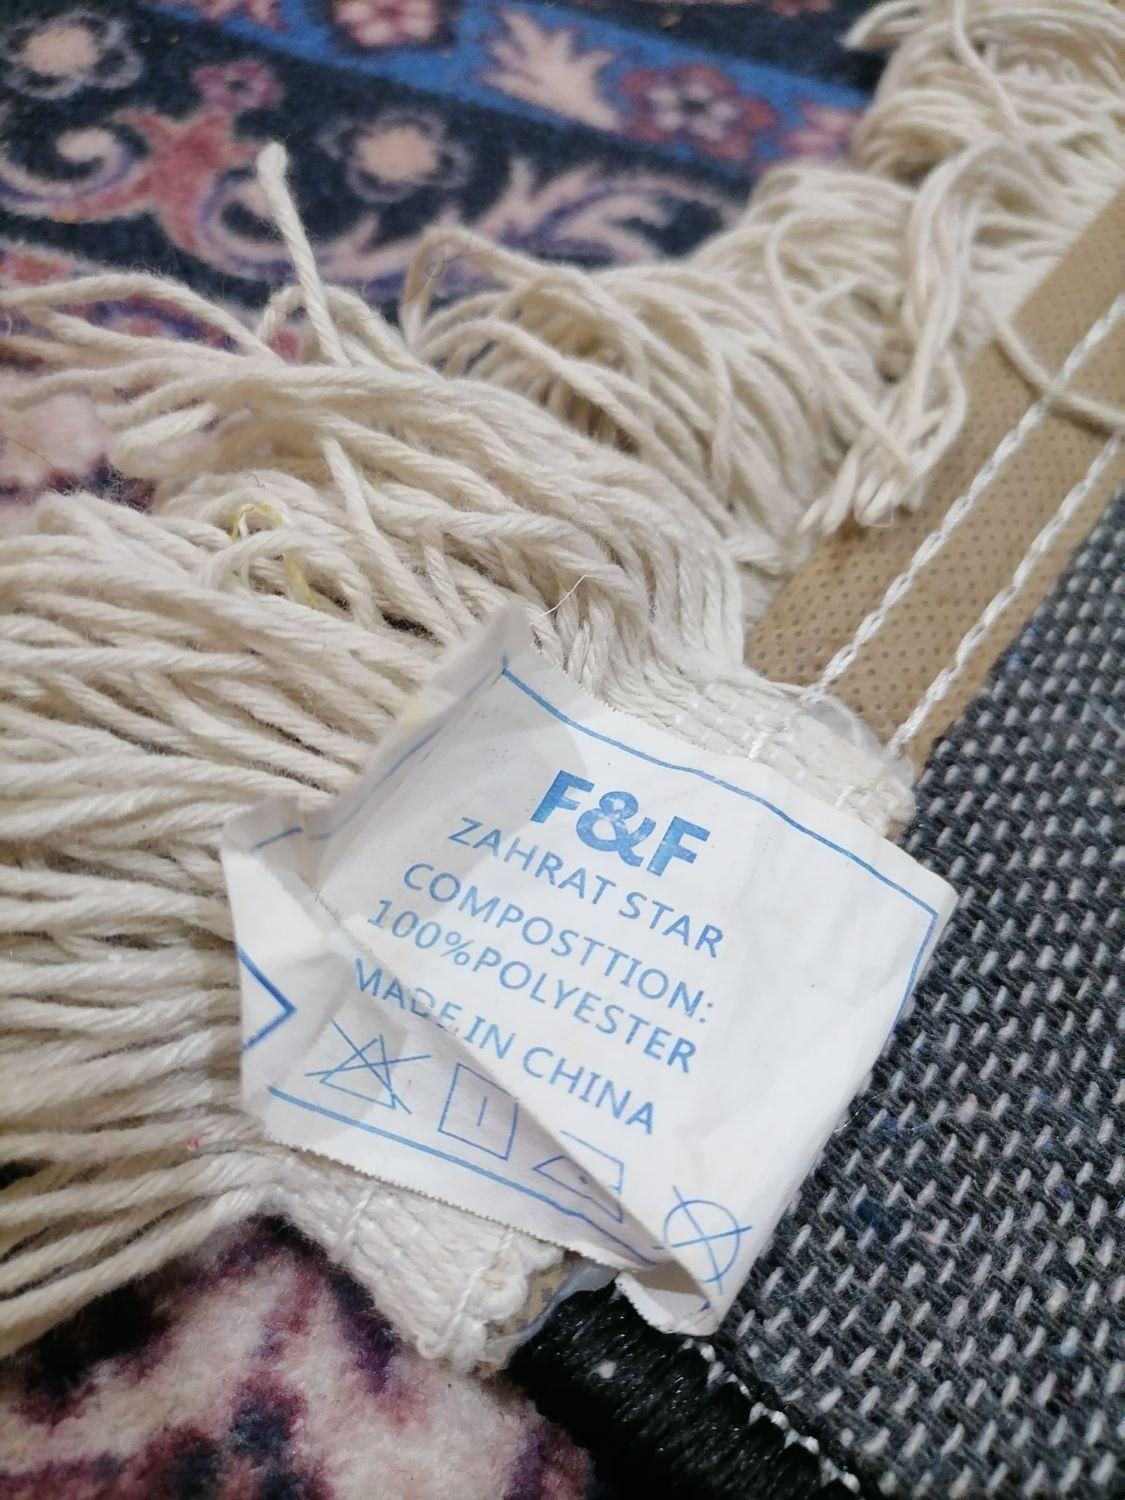 F&F
ZAHRAT STAR
COMPOSTTION:
100%POLYESTER
MADE IN CHINA